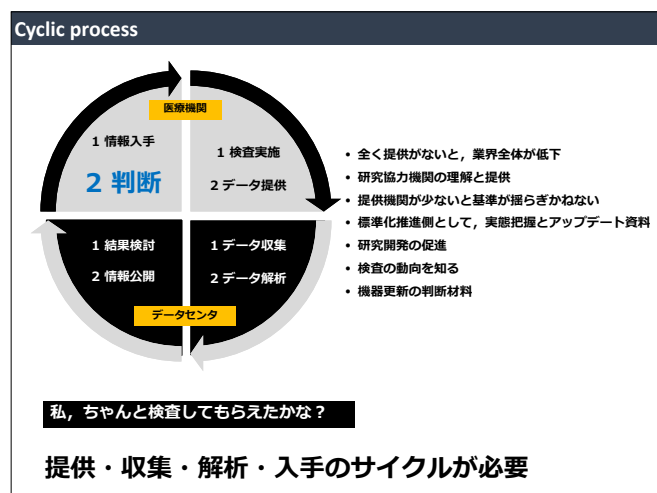 Cyclic process
医療機関
1 情報入手
2 判断
1 検査実施
2 データ提供
1 結果検討
2 情報公開
1 データ収集
2 データ解析
データセンタ
• 全く提供がないと，業界全体が低下
• 研究協力機関の理解と提供
• 提供機関が少ないと基準が揺らぎかねない
• 標準化推進側として，実態把握とアップデート資料
• 研究開発の促進
• 検査の動向を知る
• 機器更新の判断材料
私，ちゃんと検査してもらえたかな？
提供・収集・解析・入手のサイクルが必要